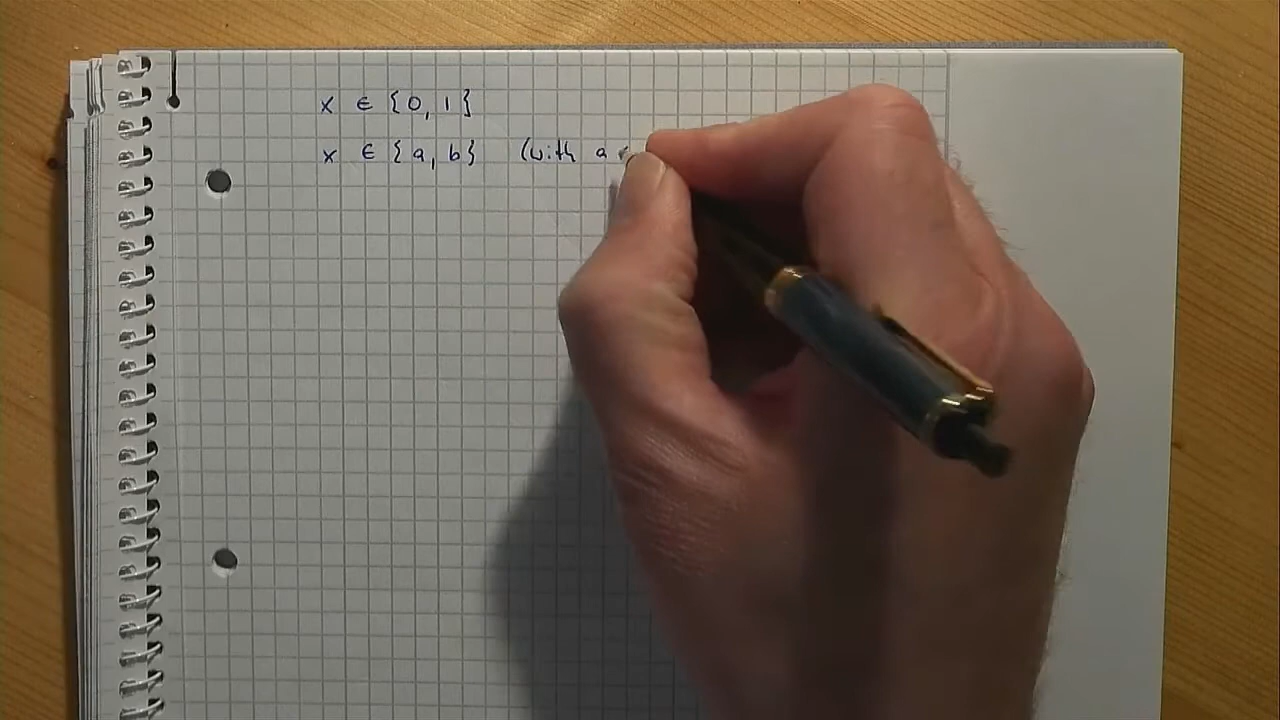 x ∈ {0, 1}
x ∈ {a, b} (with a